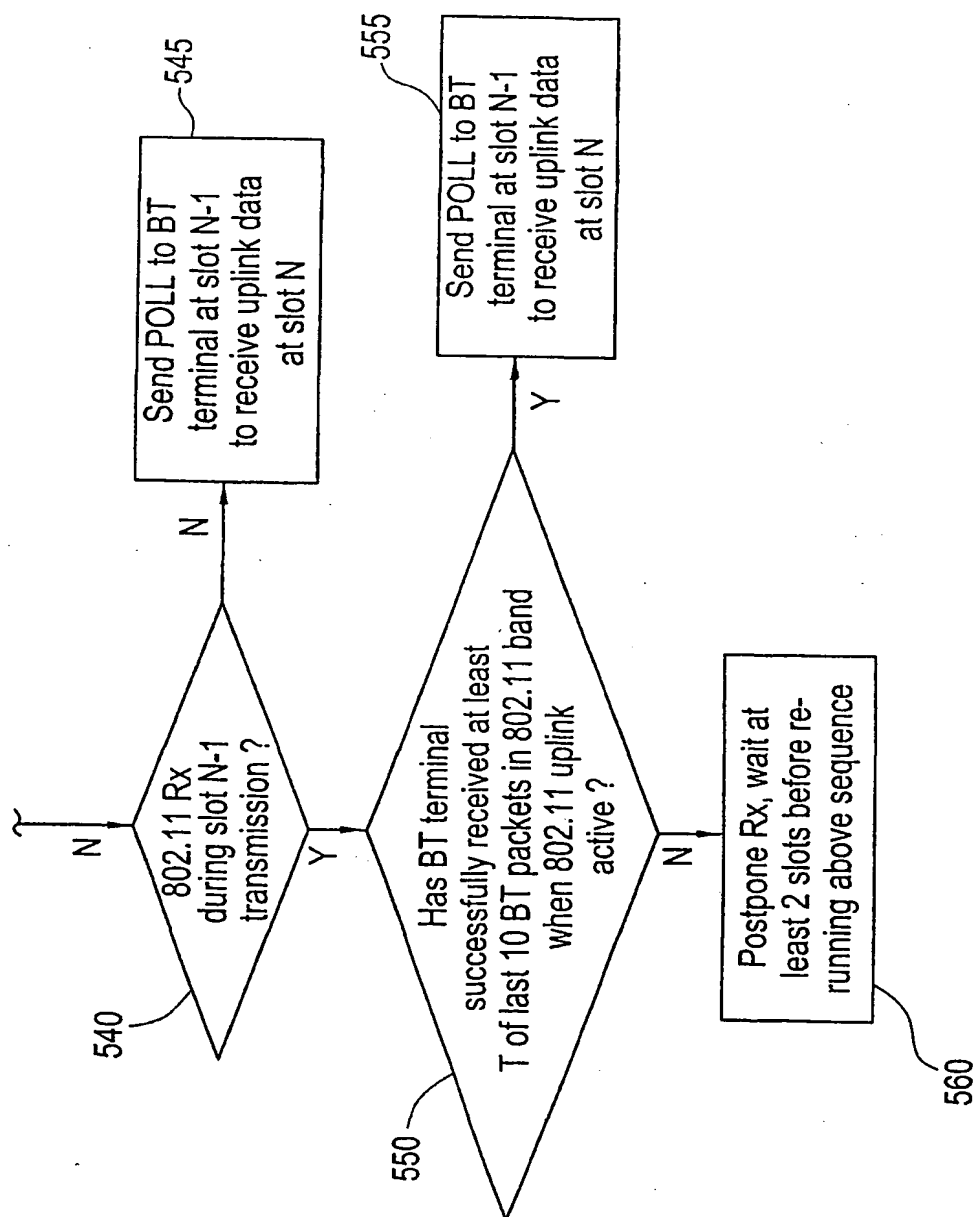 N
802.11 Rx
during slot N-1
transmission ?
540
N
Send POLL to BT
terminal at slot N-1
to receive uplink data
at slot N
545
Y
Has BT terminal
successfully received at least
T of last 10 BT packets in 802.11 band
when 802.11 uplink
active ?
550
Y
Send POLL to BT
terminal at slot N-1
to receive uplink data
at slot N
555
N
Postpone Rx, wait at
least 2 slots before re-
running above sequence
560